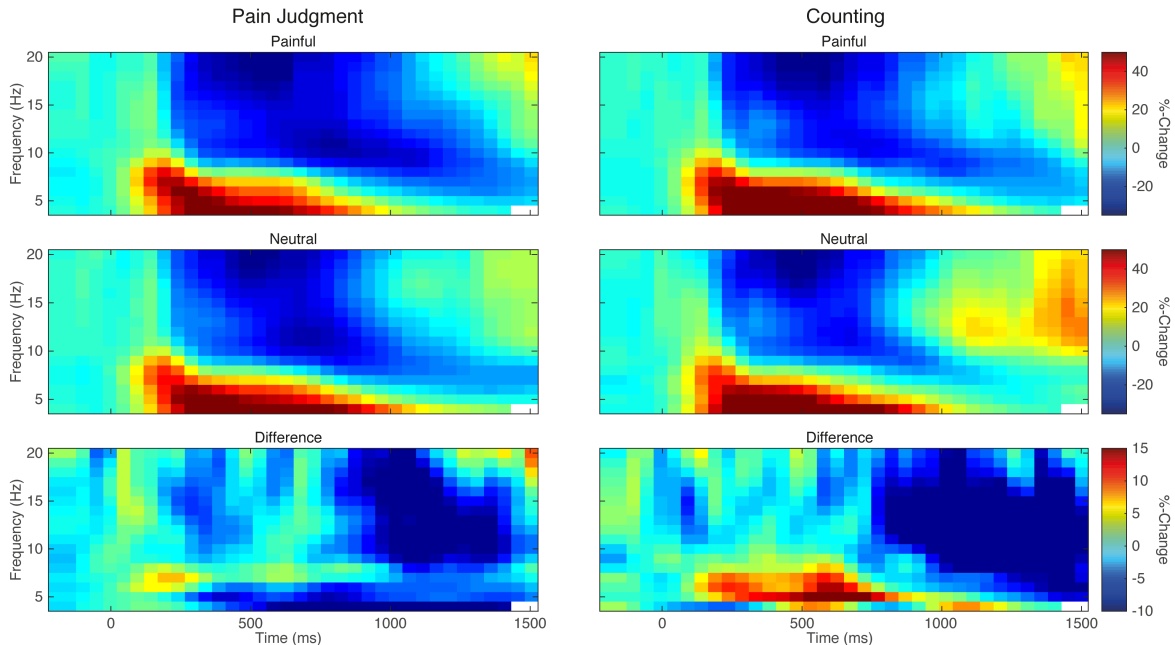 Pain Judgment
Counting
Painful
Painful
20
15
10
5
Frequency (Hz)
40
20
0
-20
%-Change
Neutral
Neutral
20
15
10
5
Frequency (Hz)
40
20
0
-20
%-Change
Difference
Difference
20
15
10
5
Frequency (Hz)
15
10
5
0
-5
-10
%-Change
0 500 1000 1500
0 500 1000 1500
Time (ms)
Time (ms)